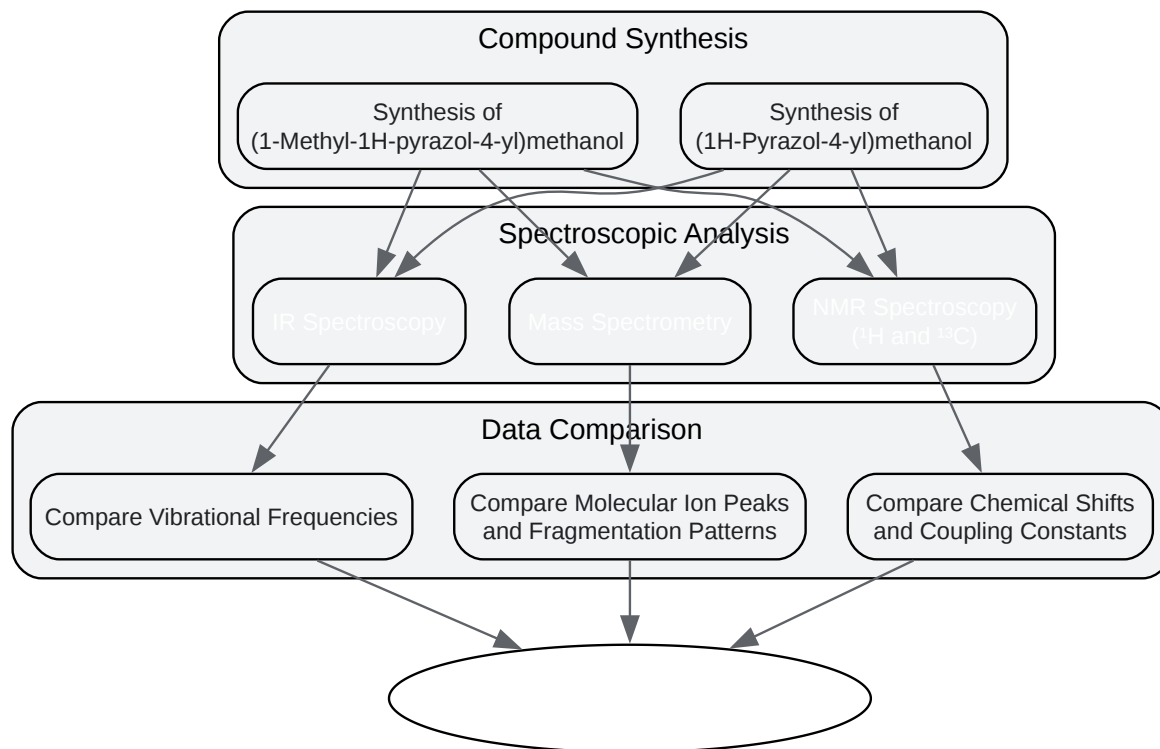 Compound Synthesis
Synthesis of
(1-Methyl-1H-pyrazol-4-yl)methanol
Synthesis of
(1H-Pyrazol-4-yl)methanol
Spectroscopic Analysis
IR Spectroscopy
Mass Spectrometry
NMR Spectroscopy
(¹H and ¹³C)
Data Comparison
Compare Vibrational Frequencies
Compare Molecular Ion Peaks
and Fragmentation Patterns
Compare Chemical Shifts
and Coupling Constants